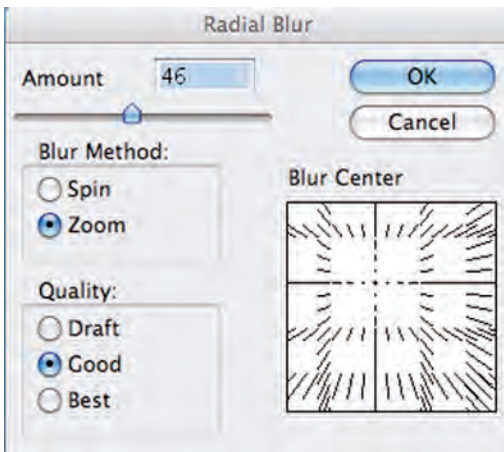 Radial Blur
Amount 46
OK
Cancel
Blur Method:
Spin
Zoom
Blur Center
Quality:
Draft
Good
Best